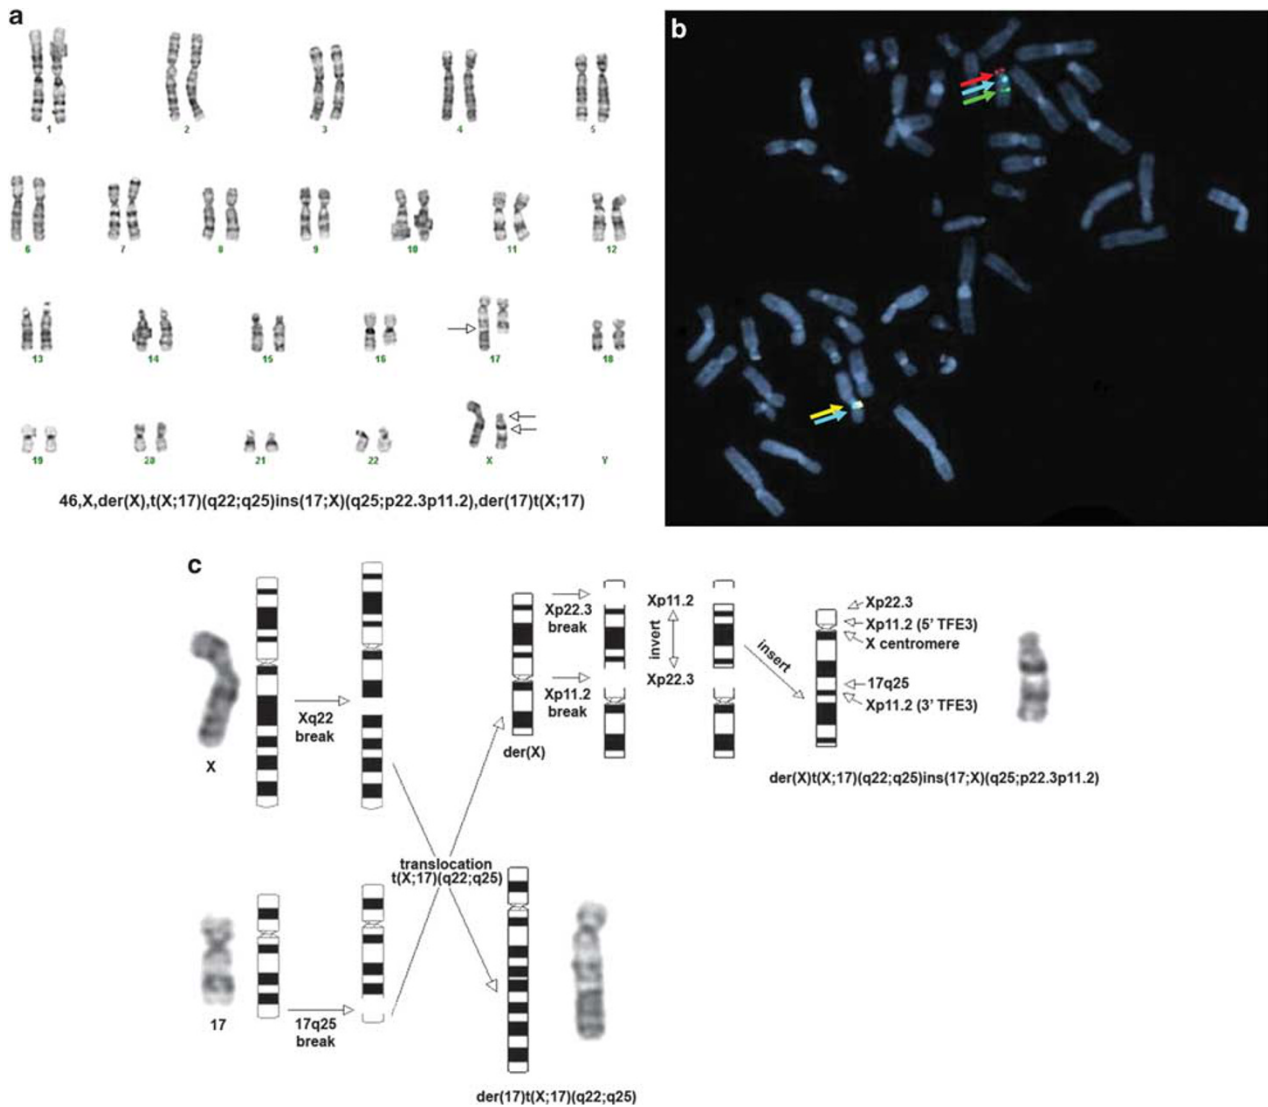 a
1 2 3 4 5
6 7 8 9 10 11 12
13 14 15 16 17 18
19 20 21 22 X Y
46,X,der(X),t(X;17)(q22;q25)ins(17;X)(q25;p22.3p11.2),der(17)t(X;17)
b
c
X
Xq22
break
der(X)
Xp22.3
break
Xp11.2
break
Xp11.2
invert
Xp22.3
insert
Xp22.3
Xp11.2 (5' TFE3)
X centromere
17q25
Xp11.2 (3' TFE3)
der(X)t(X;17)(q22;q25)ins(17;X)(q25;p22.3p11.2)
translocation
t(X;17)(q22;q25)
17
17q25
break
der(17)t(X;17)(q22;q25)